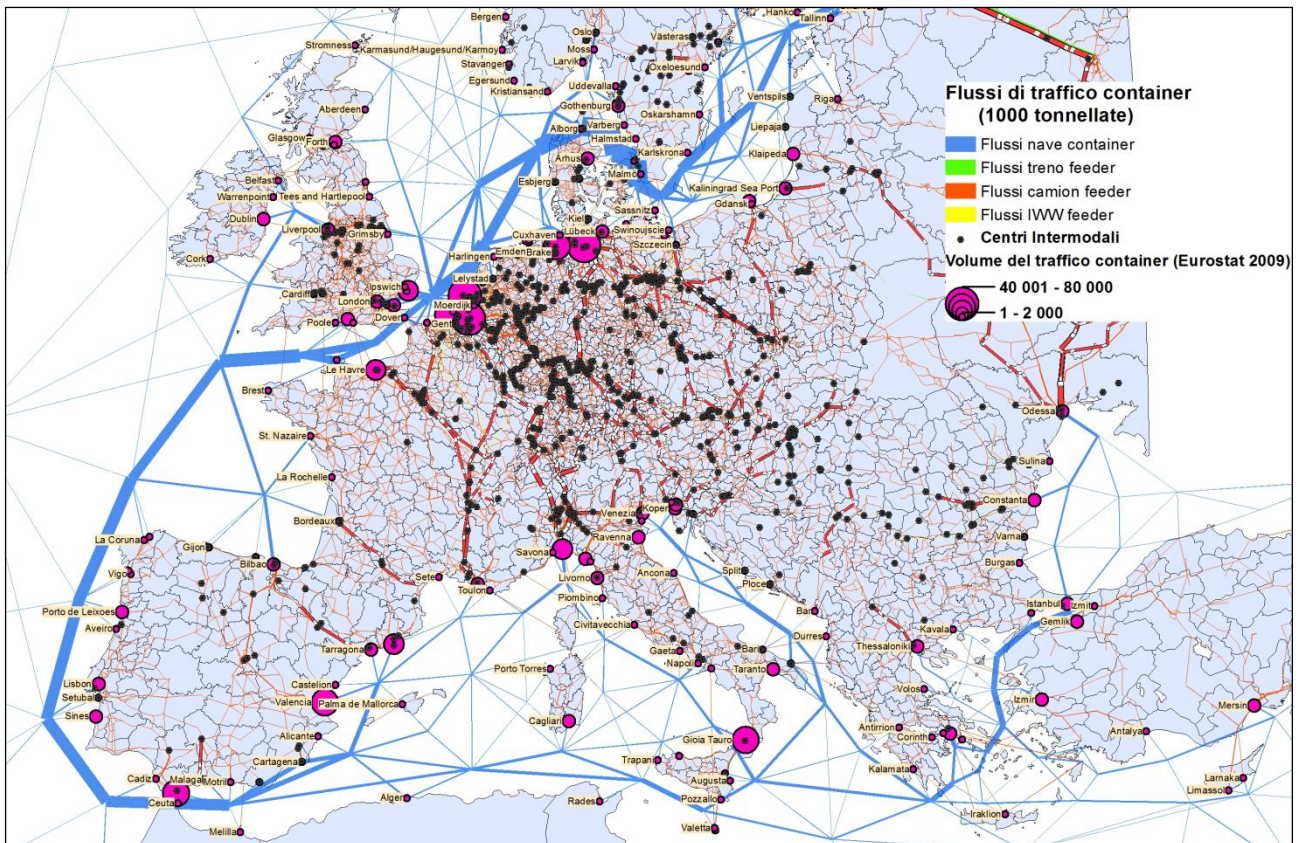 Bergen
Hanko
Tallinn
Oslo
Västeras
Stromness
Karmasund/Haugesund/Karmoy
Moss
Stavanger
Larvik
Oxeloesund
Egersund
Kristiansand
Uddevalla
Ventspils
Riga
Gothenburg
Aberdeen
Oskarshamn
Alborg
Varberg
Liepaja
Glasgow
Forth
Halmstad
Karlskrona
Klaipeda
Århus
Belfast
Esbjerg
Malmo
Warrenpoint
Tees and Hartlepool
Kaliningrad Sea Port
Dublin
Sassnitz
Gdansk
Liverpool
Kiel
Grimsby
Cuxhaven
Lübeck
Swinoujscie
Emden
Brake
Szczecin
Harlingen
Cork
Lelystad
Cardiff
Ipswich
London
Moerdijk
Poole
Dover
Gent
Le Havre
Brest
St. Nazaire
La Rochelle
Bordeaux
Odessa
Sulina
Constanta
Varna
Burgas
Venezia
Koper
Ravenna
Savona
La Coruna
Gijon
Bilbao
Vigo
Sete
Toulon
Livorno
Ancona
Split
Ploce
Piombino
Porto de Leixoes
Aveiro
Civitavecchia
Bar
Istanbul
Izmit
Gemlik
Durres
Kavala
Tarragona
Gaeta
Bari
Thessaloniki
Napoli
Taranto
Porto Torres
Lisbon
Setubal
Castellon
Valencia
Palma de Mallorca
Sines
Cagliari
Volos
Izmir
Mersin
Alicante
Gioia Tauro
Antirrion
Corinth
Antalya
Cartagena
Trapani
Cadiz
Malaga
Motril
Augusta
Kalamata
Larnaka
Limassol
Ceuta
Alger
Rades
Pozzallo
Iraklion
Melilla
Valetta
Flussi di traffico container
(1000 tonnellate)
Flussi nave container
Flussi treno feeder
Flussi camion feeder
Flussi IWW feeder
Centri Intermodali
Volume del traffico container (Eurostat 2009)
40 001 - 80 000
1 - 2 000